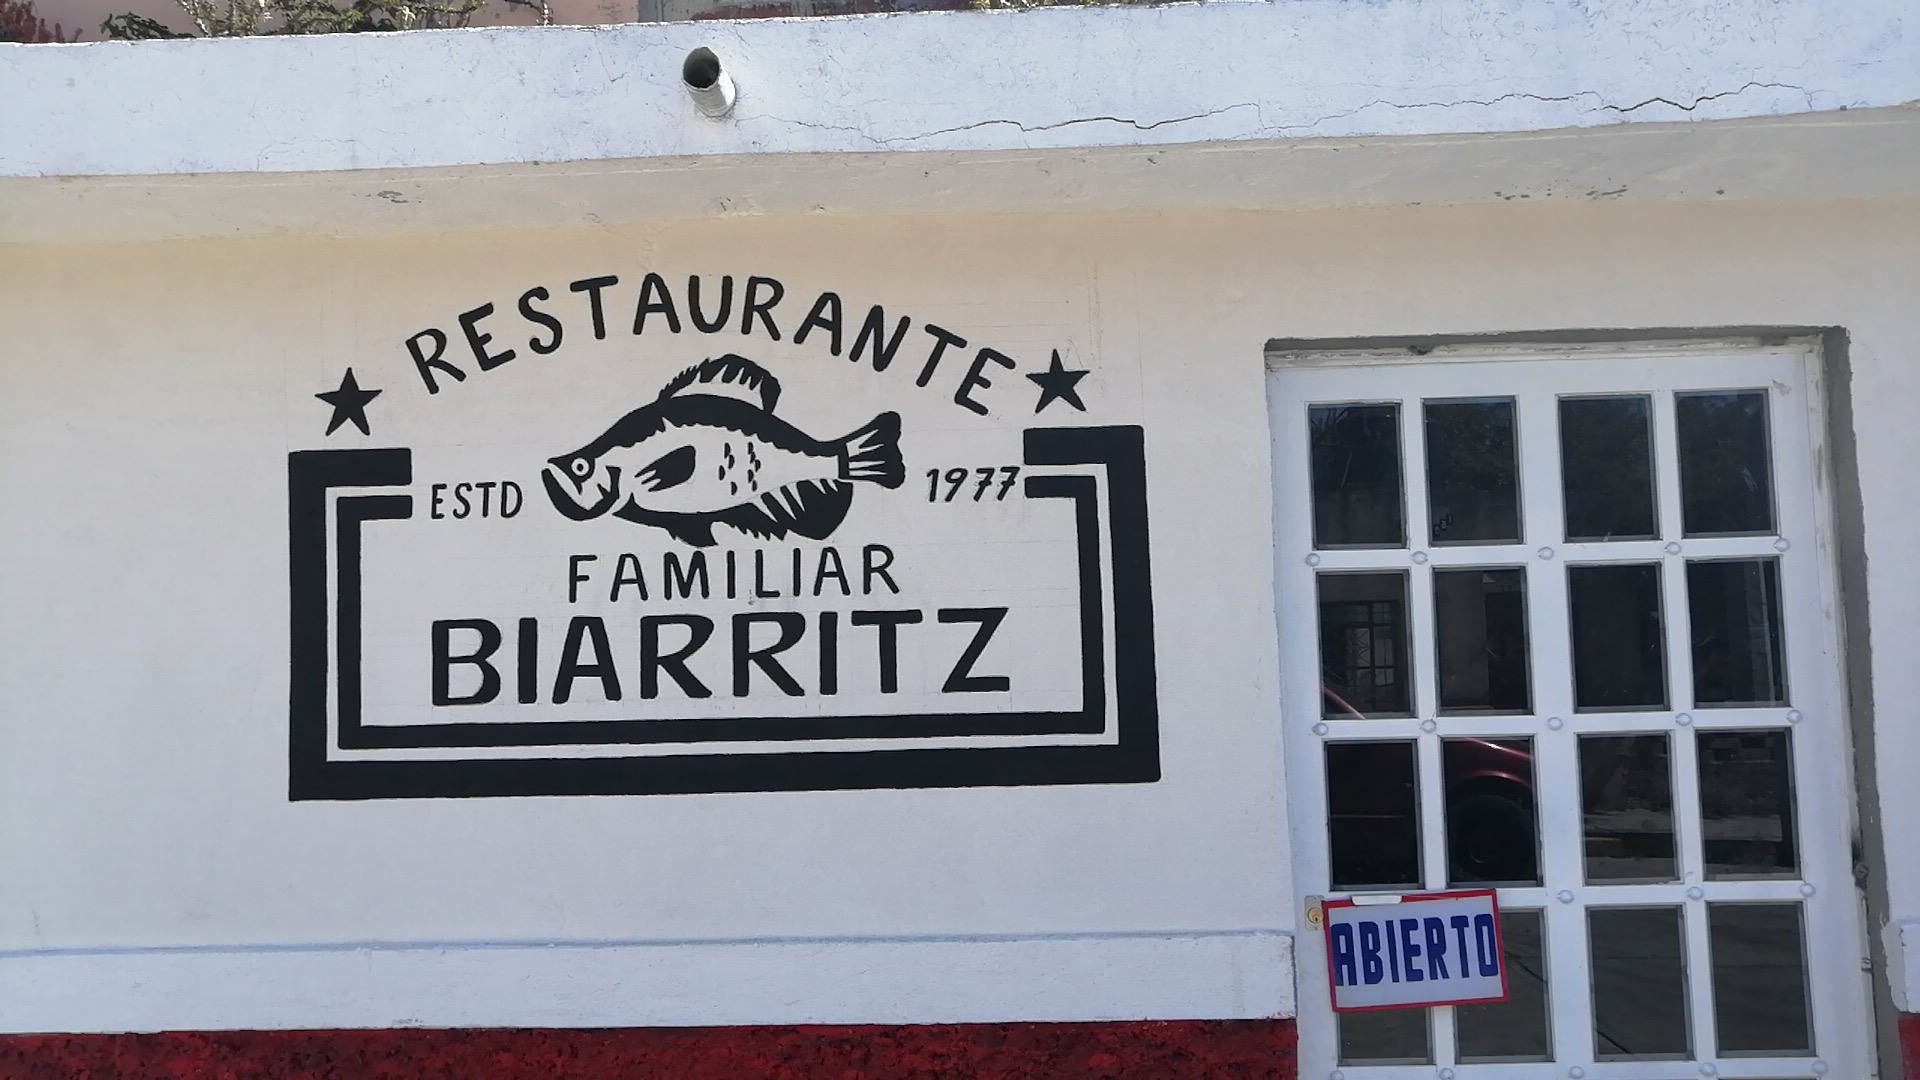 RESTAURANTE
ESTD 1977
FAMILIAR
BIARRITZ
ABIERTO